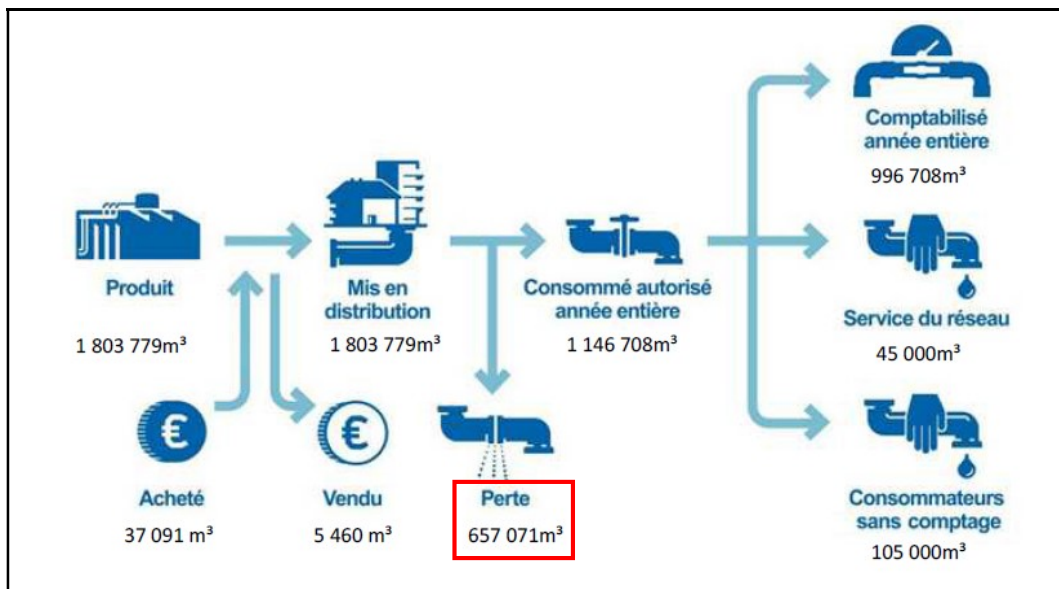 Produit
1 803 779m³
Acheté
37 091 m³
Vendu
5 460 m³
Mis en
distribution
1 803 779m³
Perte
657 071m³
Consommé autorisé
année entière
1 146 708m³
Comptabilisé
année entière
996 708m³
Service du réseau
45 000m³
Consommateurs
sans comptage
105 000m³